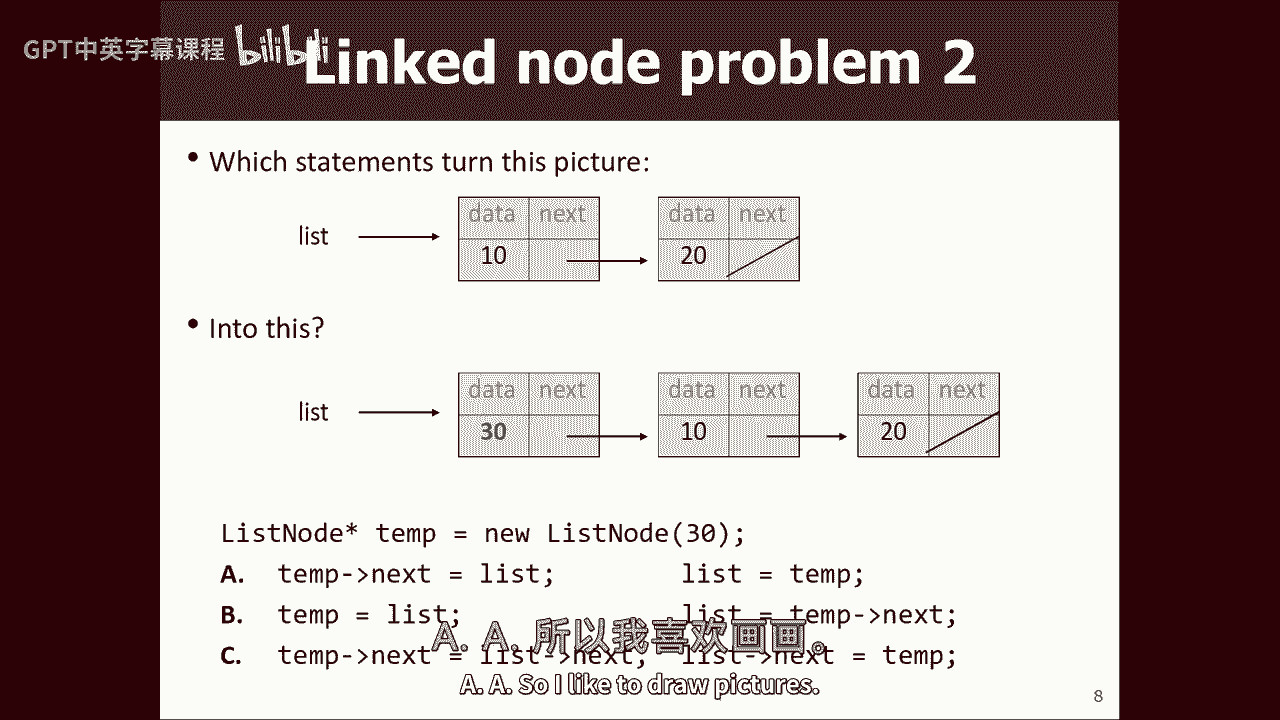 GPT中英字幕课程 bilibili
Linked node problem 2
• Which statements turn this picture:
data next data next
list 10 20
• Into this?
data next data next data next
list 30 10 20
ListNode* temp = new ListNode(30);
A. temp->next = list; list = temp;
B. temp = list; list = temp->next;
A. A. 所以我喜欢画画。
C. temp->next = list->next; list->next = temp;
A. A. So I like to draw pictures.
8